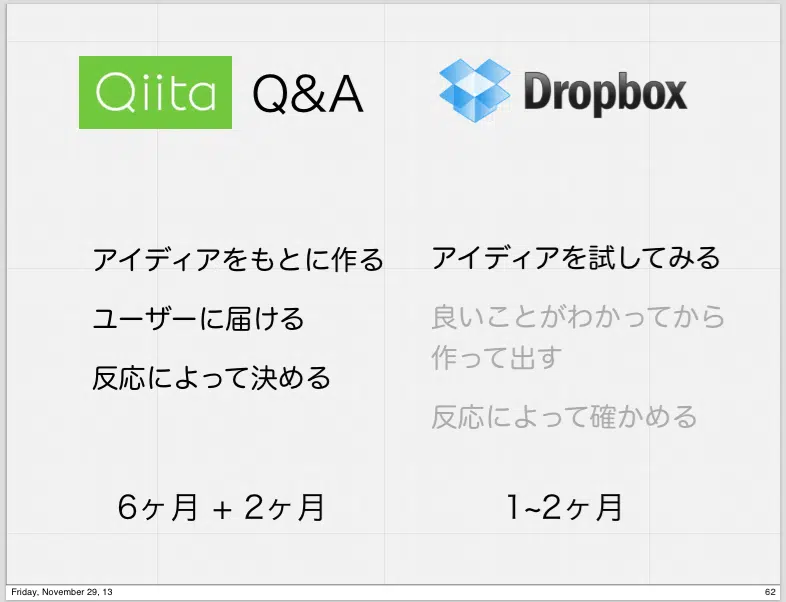 Qiita Q&A
アイディアをもとに作る
ユーザーに届ける
反応によって決める
6ヶ月 + 2ヶ月
Dropbox
アイディアを試してみる
良いことがわかってから
作って出す
反応によって確かめる
1~2ヶ月
Friday, November 29, 13
62